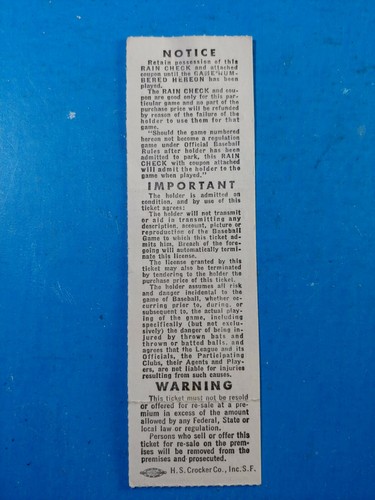 NOTICE
Retain possession of this
RAIN CHECK and attached
coupon until the GAME NUM-
BERED HEREON has been
played.
The RAIN CHECK and cou-
pon are good only for this par-
ticular game and no part of the
purchase price will be refunded
by reason of the failure of the
holder to use them for that
game.
"Should the game numbered
hereon not become a regulation
game under Official Baseball
Rules after holder has been
admitted to park, this RAIN
CHECK with coupon attached
will admit the holder to the
game when played."
IMPORTANT
The holder is admitted on
condition, and by use of this
ticket agrees:
The holder will not transmit
or aid in transmitting any
description, account, picture or
reproduction of the Baseball
Game to which this ticket ad-
mits him. Breach of the fore-
going will automatically termi-
nate this license.
The license granted by this
ticket may also be terminated
by tendering to the holder the
purchase price of this ticket.
The holder assumes all risk
and danger incidental to the
game of Baseball, whether oc-
curring prior to, during, or
subsequent to, the actual play-
ing of the game, including
specifically (but not exclu-
sively) the danger of being in-
jured by thrown bats and
thrown or batted balls, and
agrees that the League and its
Officials, the Participating
Clubs, their Agents and Play-
ers, are not liable for injuries
resulting from such causes.
WARNING
This ticket must not be resold
or offered for re-sale at a pre-
mium in excess of the amount
allowed by any Federal, State or
local law or regulation.
Persons who sell or offer this
ticket for re-sale on the prem-
ises will be removed from the
premises and prosecuted.
H. S. Crocker Co., Inc. S.F.